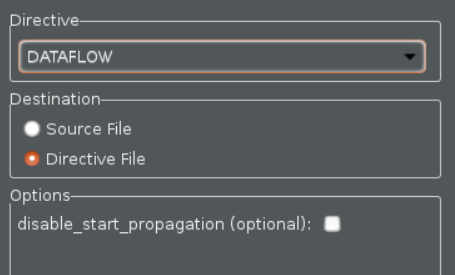 Directive
DATAFLOW
Destination
Source File
Directive File
Options
disable_start_propagation (optional):